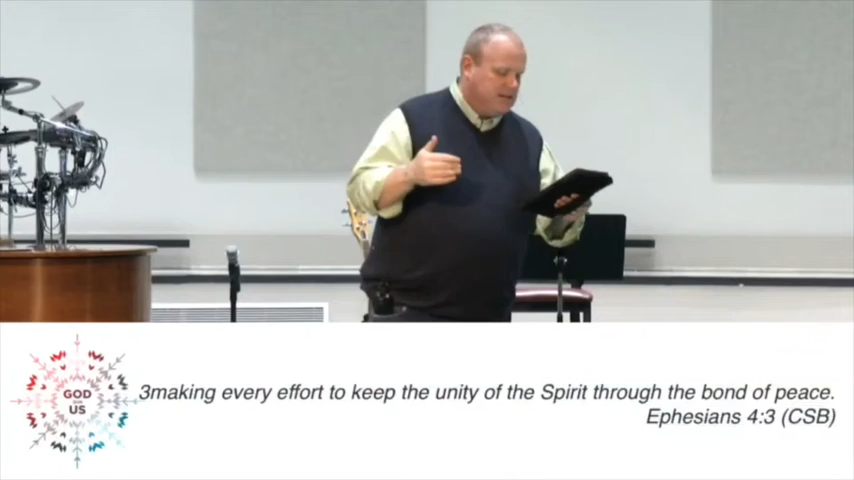 GOD
US
3making every effort to keep the unity of the Spirit through the bond of peace.
Ephesians 4:3 (CSB)